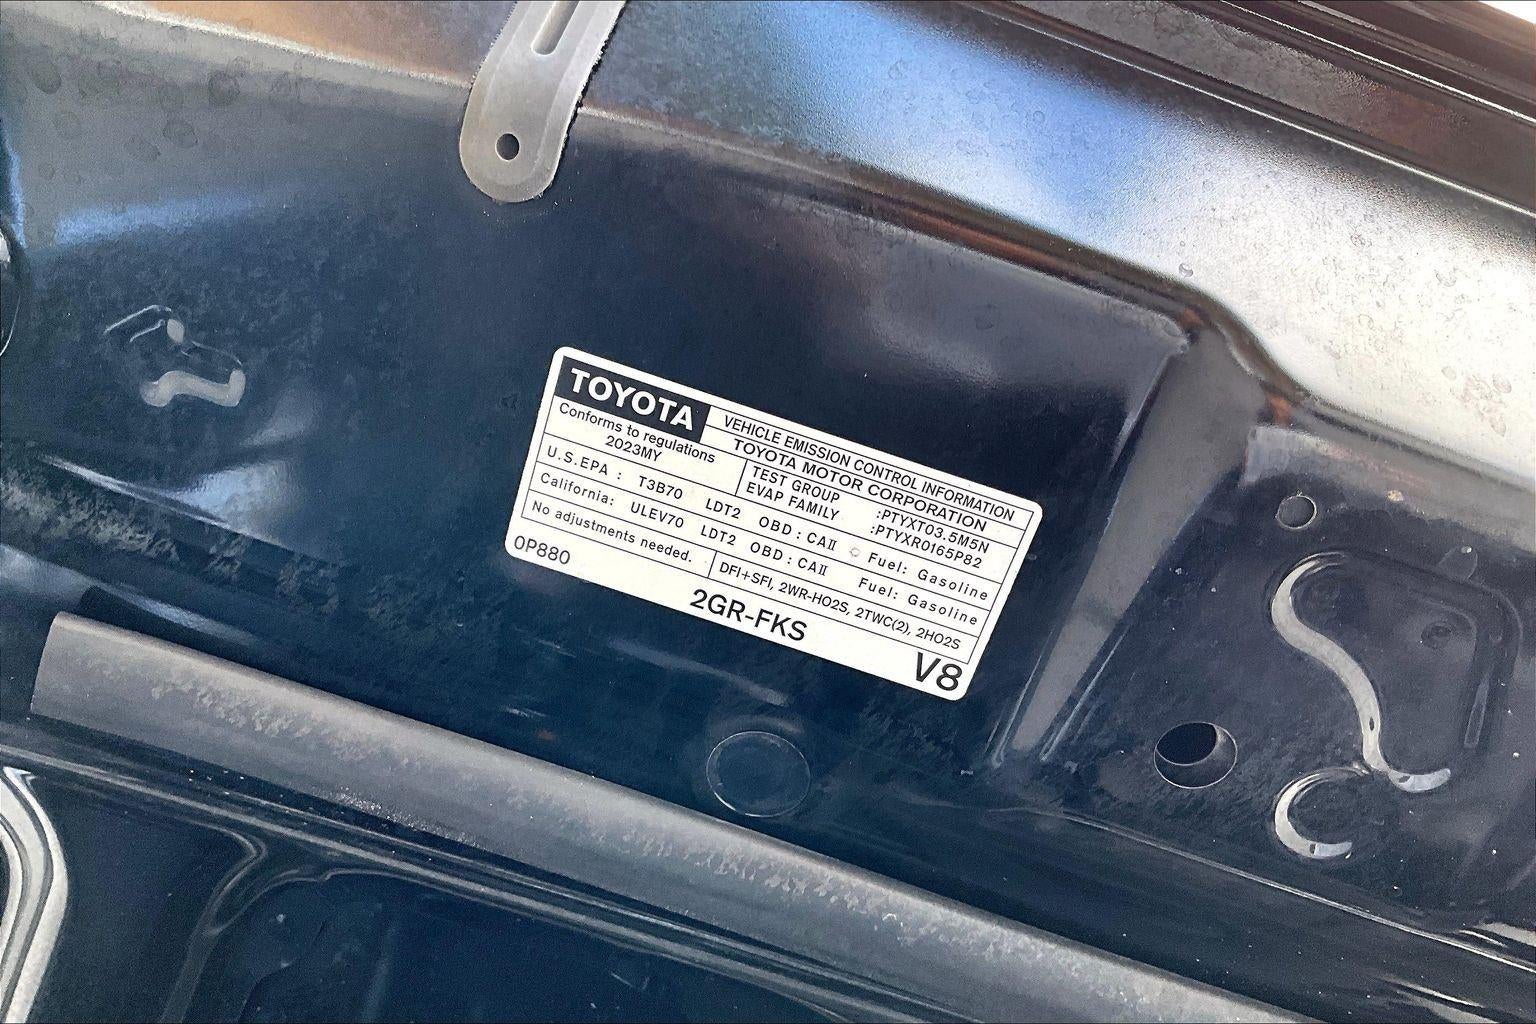 TOYOTA
VEHICLE EMISSION CONTROL INFORMATION
TOYOTA MOTOR CORPORATION
Conforms to regulations
2023MY
TEST GROUP :PTYXT03.5M5N
EVAP FAMILY :PTYXR0165P82
U.S.EPA : T3B70 LDT2 OBD : CAII Fuel: Gasoline
California: ULEV70 LDT2 OBD : CAII Fuel: Gasoline
No adjustments needed. DFI+SFI, 2WR-HO2S, 2TWC(2), 2HO2S
0P880 2GR-FKS V8